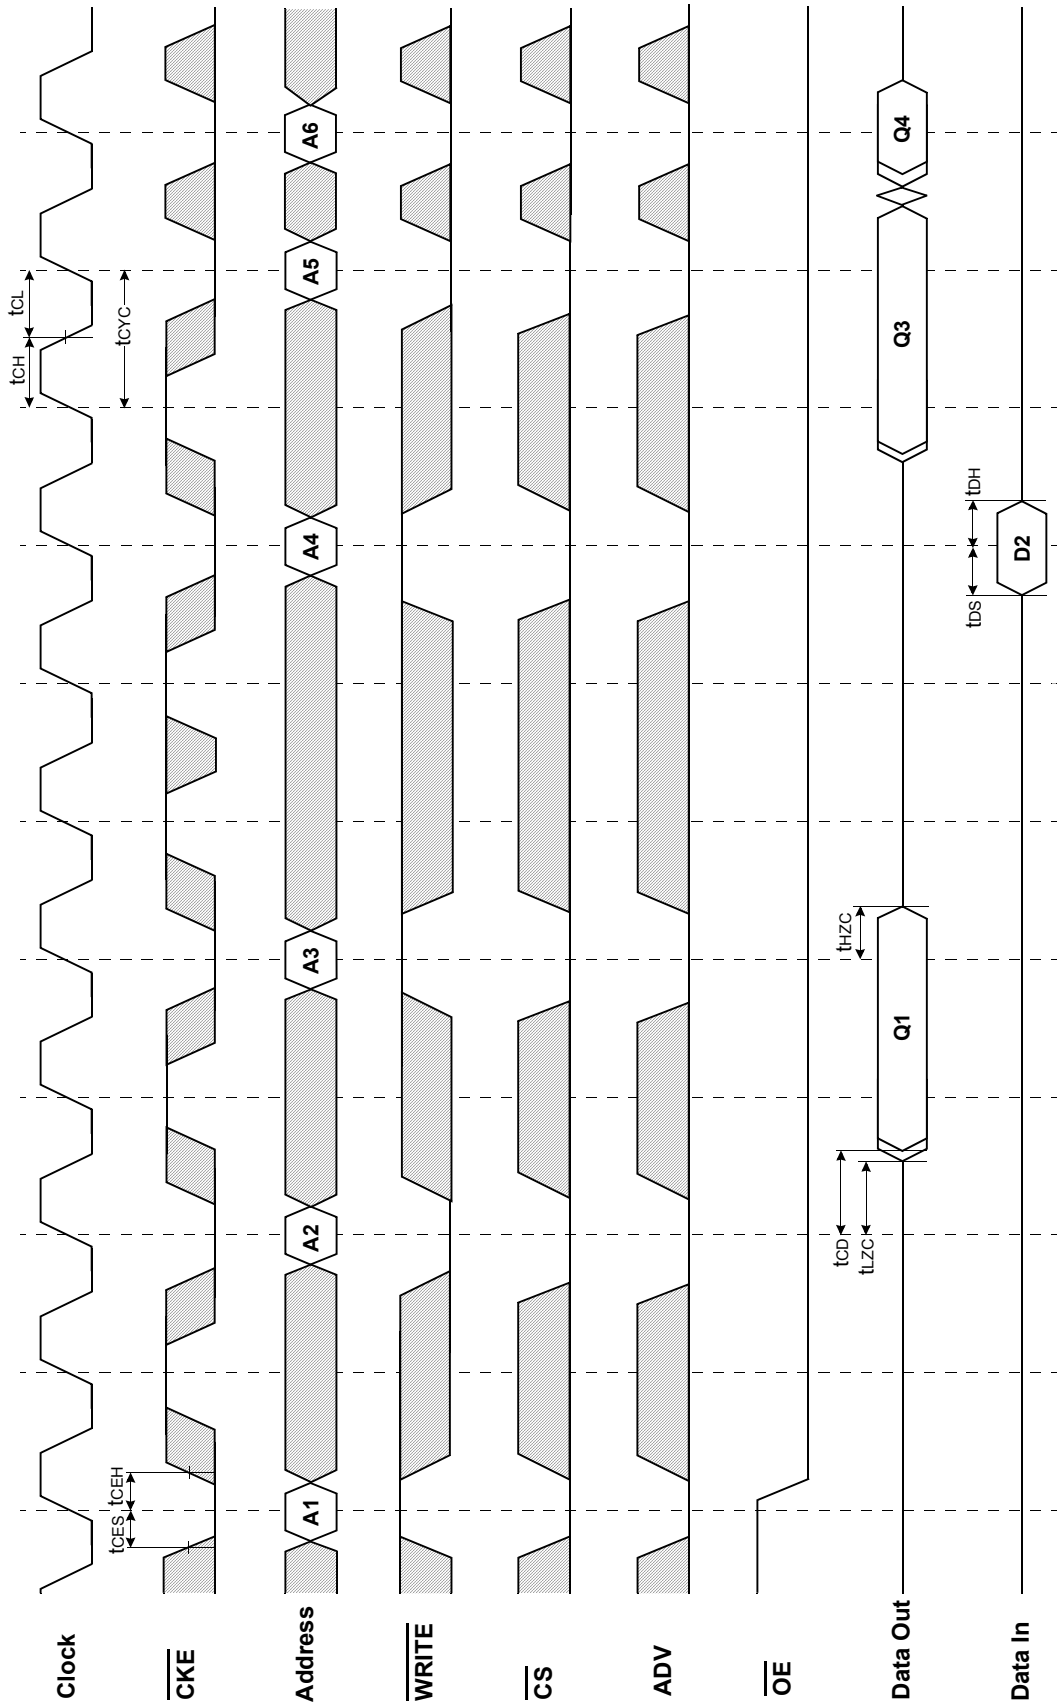 Clock
tCH tCL
tCYC
CKE
tCES tCEH
Address
A1 A2 A3 A4 A5 A6
WRITE
CS
ADV
OE
Data Out
tCD
tLZC
tHZC
Q1 Q3 Q4
Data In
tDS tDH
D2